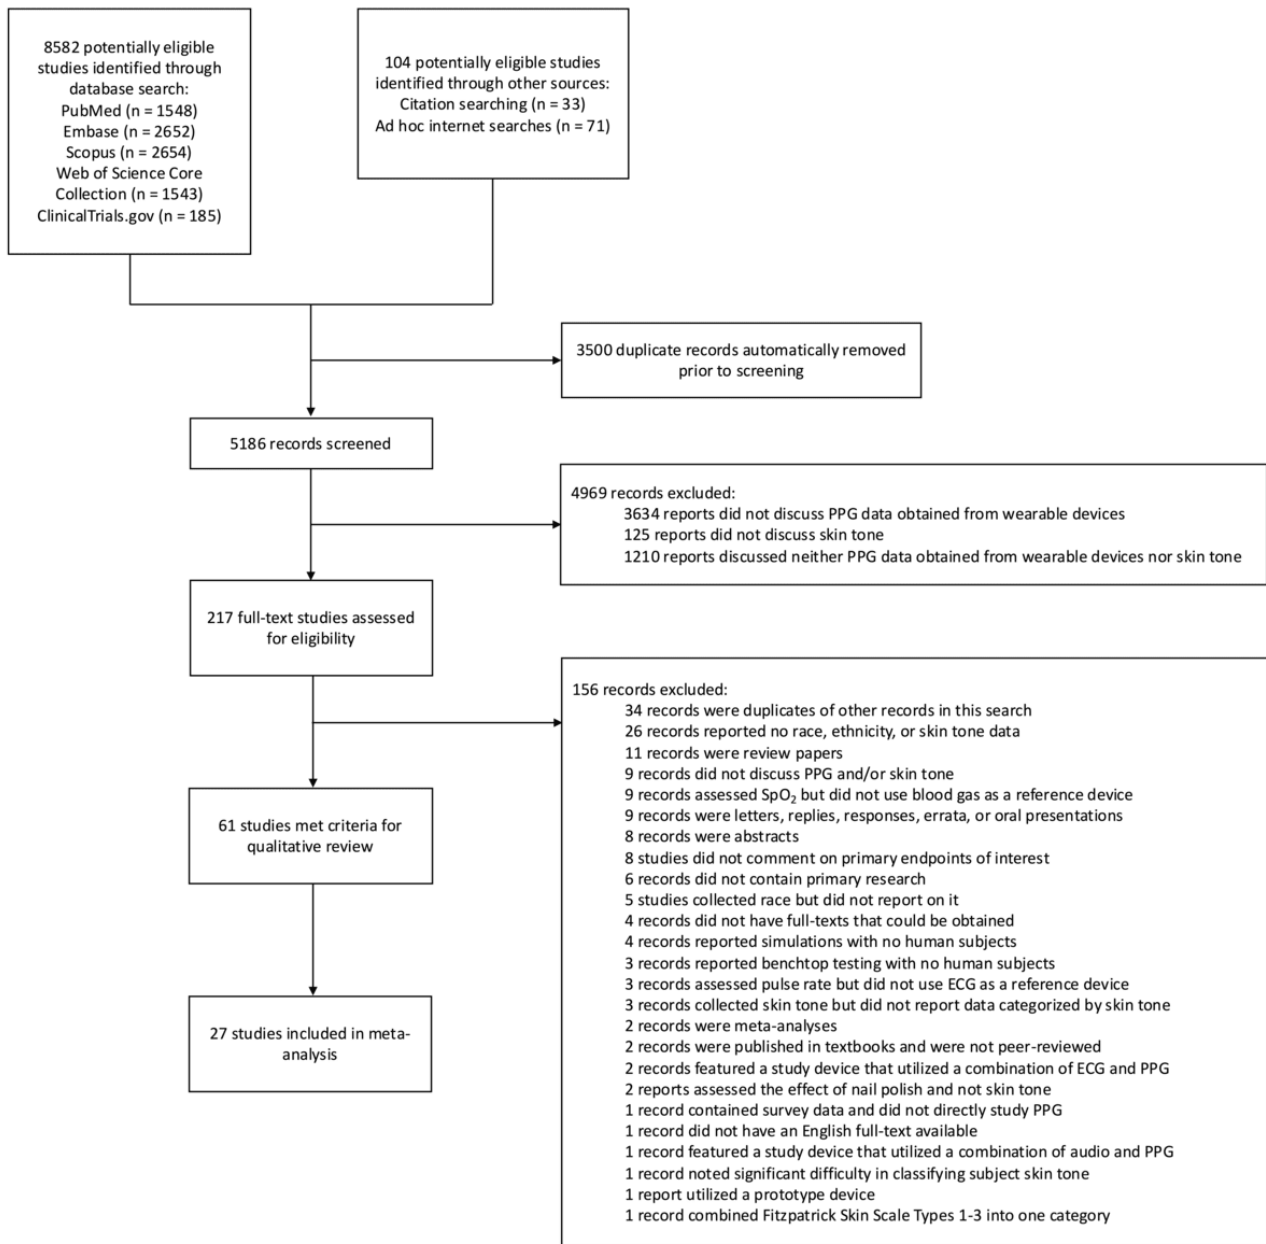 8582 potentially eligible
studies identified through
database search:
PubMed (n = 1548)
Embase (n = 2652)
Scopus (n = 2654)
Web of Science Core
Collection (n = 1543)
ClinicalTrials.gov (n = 185)
104 potentially eligible studies
identified through other sources:
Citation searching (n = 33)
Ad hoc internet searches (n = 71)
3500 duplicate records automatically removed
prior to screening
5186 records screened
4969 records excluded:
3634 reports did not discuss PPG data obtained from wearable devices
125 reports did not discuss skin tone
1210 reports discussed neither PPG data obtained from wearable devices nor skin tone
217 full-text studies assessed
for eligibility
156 records excluded:
34 records were duplicates of other records in this search
26 records reported no race, ethnicity, or skin tone data
11 records were review papers
9 records did not discuss PPG and/or skin tone
9 records assessed SpO₂ but did not use blood gas as a reference device
9 records were letters, replies, responses, errata, or oral presentations
8 records were abstracts
8 studies did not comment on primary endpoints of interest
6 records did not contain primary research
5 studies collected race but did not report on it
4 records did not have full-texts that could be obtained
4 records reported simulations with no human subjects
3 records reported benchtop testing with no human subjects
3 records assessed pulse rate but did not use ECG as a reference device
3 records collected skin tone but did not report data categorized by skin tone
2 records were meta-analyses
2 records were published in textbooks and were not peer-reviewed
2 records featured a study device that utilized a combination of ECG and PPG
2 reports assessed the effect of nail polish and not skin tone
1 record contained survey data and did not directly study PPG
1 record did not have an English full-text available
1 record featured a study device that utilized a combination of audio and PPG
1 record noted significant difficulty in classifying subject skin tone
1 report utilized a prototype device
1 record combined Fitzpatrick Skin Scale Types 1-3 into one category
61 studies met criteria for
qualitative review
27 studies included in meta-
analysis